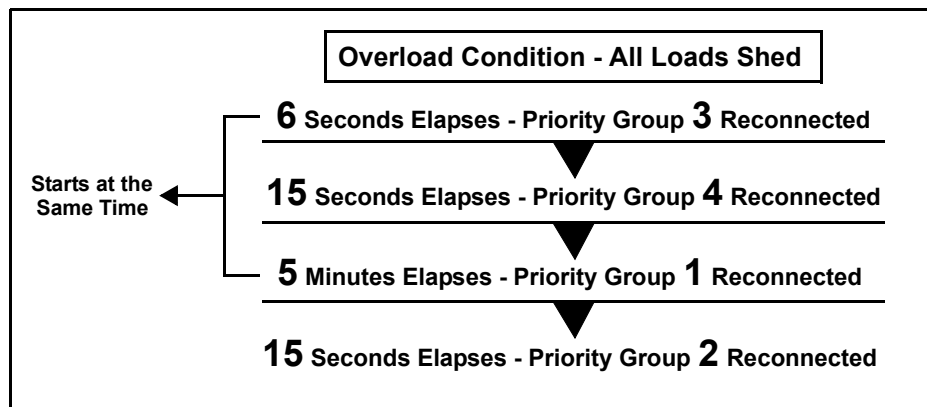 Overload Condition - All Loads Shed
6 Seconds Elapses - Priority Group 3 Reconnected
Starts at the
Same Time
15 Seconds Elapses - Priority Group 4 Reconnected
5 Minutes Elapses - Priority Group 1 Reconnected
15 Seconds Elapses - Priority Group 2 Reconnected